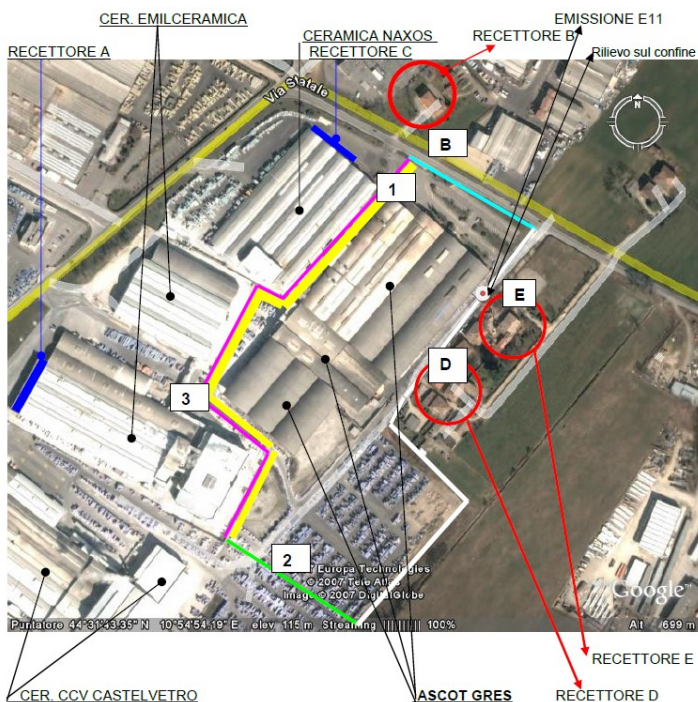 CER. EMILCERAMICA
EMISSIONE E11
RECETTORE A
CERAMICA NAXOS
RECETTORE C
RECETTORE B
Rilievo sul confine
Via Statale
B
1
E
D
3
2
Europa Technologies
© 2007 Tele Atlas
Image © 2007 DigitalGlobe
Google™
Puntatore 44°31'43.35" N 10°54'54.19" E elev 115 m Streaming ||||||||| 100% Alt 699 m
RECETTORE E
CER. CCV CASTELVETRO
ASCOT GRES
RECETTORE D